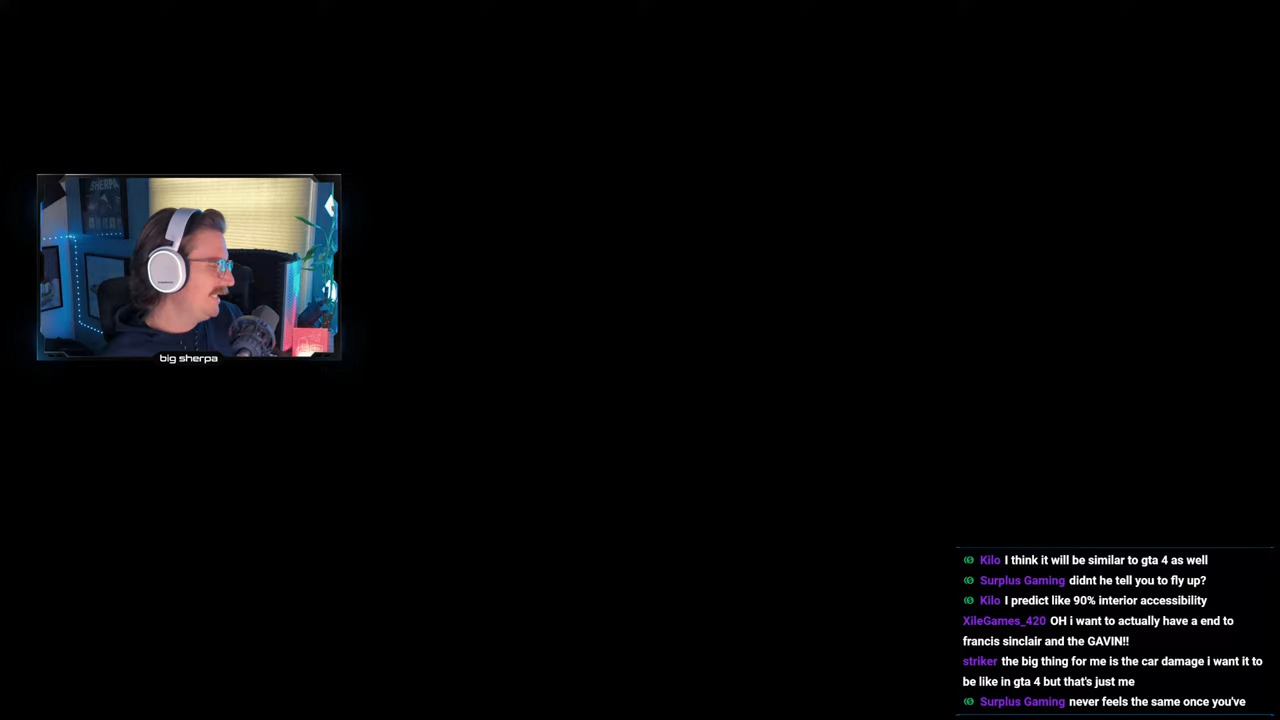 SHERPA
big sherpa
Kilo I think it will be similar to gta 4 as well
Surplus Gaming didnt he tell you to fly up?
Kilo I predict like 90% interior accessibility
XileGames_420 OH i want to actually have a end to
francis sinclair and the GAVIN!!
striker the big thing for me is the car damage i want it to
be like in gta 4 but that's just me
Surplus Gaming never feels the same once you've